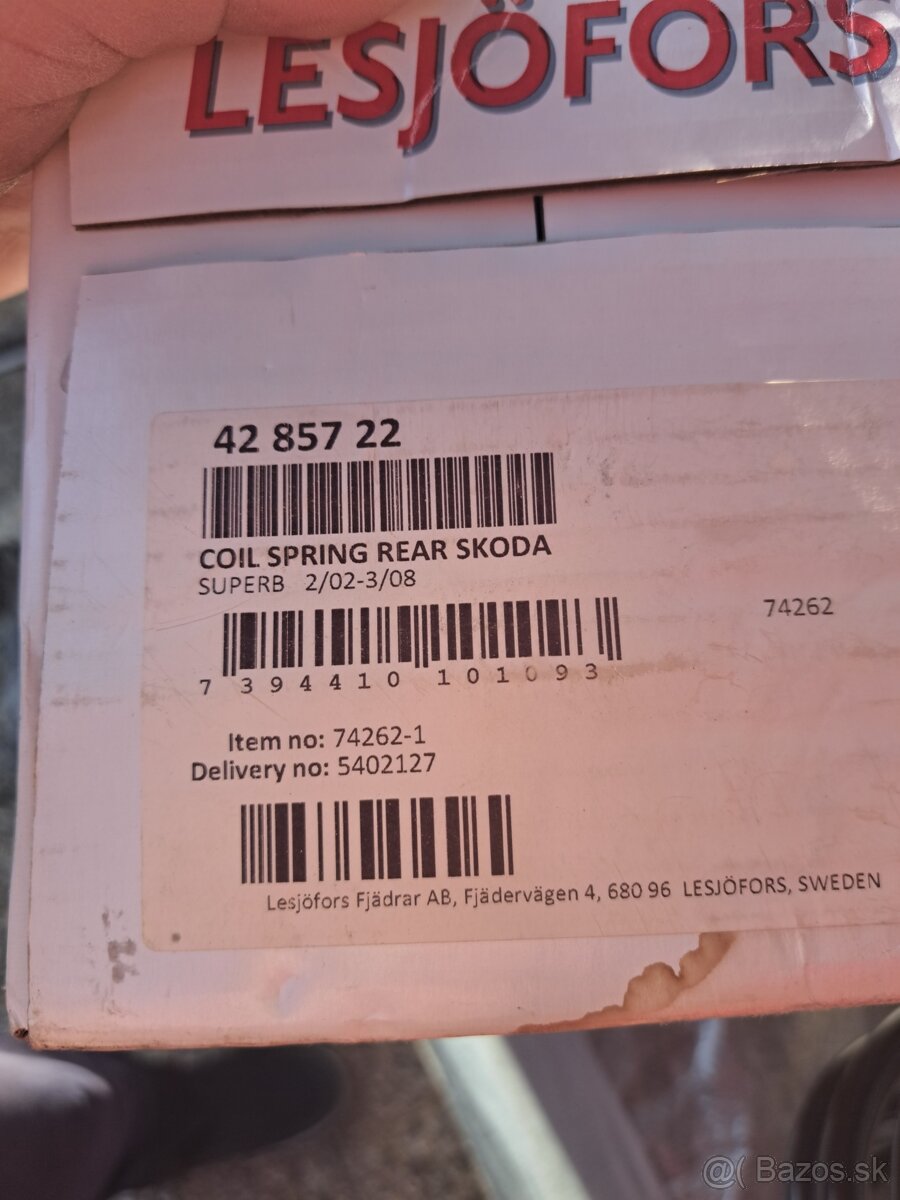 LESJÖFORS
42 857 22
COIL SPRING REAR SKODA
SUPERB 2/02-3/08
74262
7 394410 101093
Item no: 74262-1
Delivery no: 5402127
Lesjöfors Fjädrar AB, Fjädervägen 4, 680 96 LESJÖFORS, SWEDEN
@( Bazos.sk